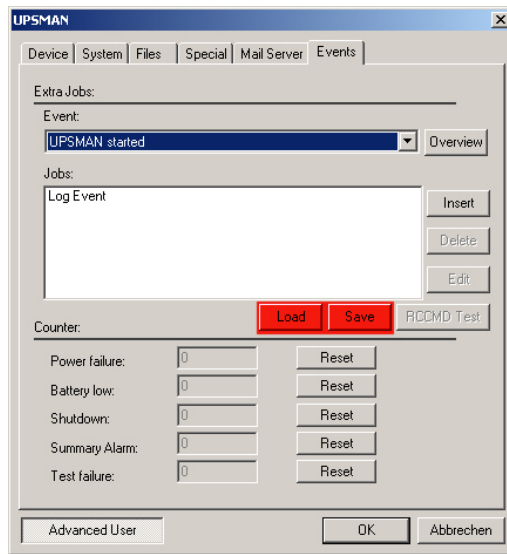 UPSMAN
Device System Files Special Mail Server Events
Extra Jobs:
Event:
UPSMAN started Overview
Jobs:
Log Event
Insert
Delete
Edit
Load Save RCCMD Test
Counter:
Power failure: 0 Reset
Battery low: 0 Reset
Shutdown: 0 Reset
Summary Alarm: 0 Reset
Test failure: 0 Reset
Advanced User OK Abbrechen